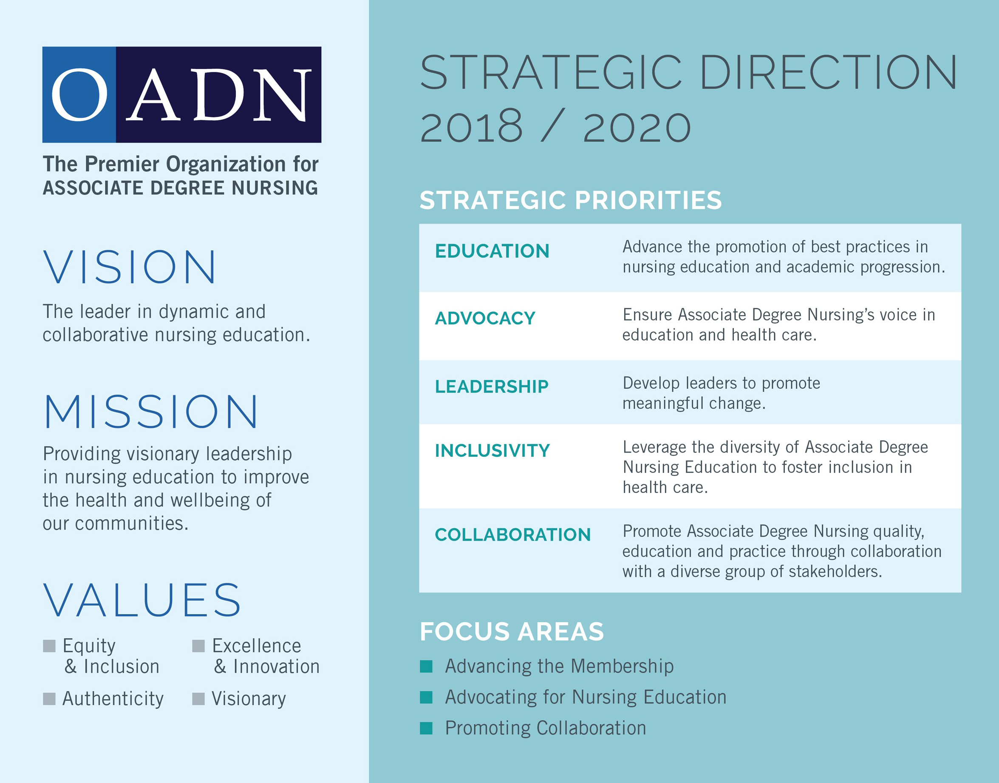 OADN
The Premier Organization for
ASSOCIATE DEGREE NURSING
VISION
The leader in dynamic and
collaborative nursing education.
MISSION
Providing visionary leadership
in nursing education to improve
the health and wellbeing of
our communities.
VALUES
Equity
& Inclusion
Authenticity
Excellence
& Innovation
Visionary
STRATEGIC DIRECTION
2018 / 2020
STRATEGIC PRIORITIES
EDUCATION
Advance the promotion of best practices in
nursing education and academic progression.
ADVOCACY
Ensure Associate Degree Nursing’s voice in
education and health care.
LEADERSHIP
Develop leaders to promote
meaningful change.
INCLUSIVITY
Leverage the diversity of Associate Degree
Nursing Education to foster inclusion in
health care.
COLLABORATION
Promote Associate Degree Nursing quality,
education and practice through collaboration
with a diverse group of stakeholders.
FOCUS AREAS
Advancing the Membership
Advocating for Nursing Education
Promoting Collaboration